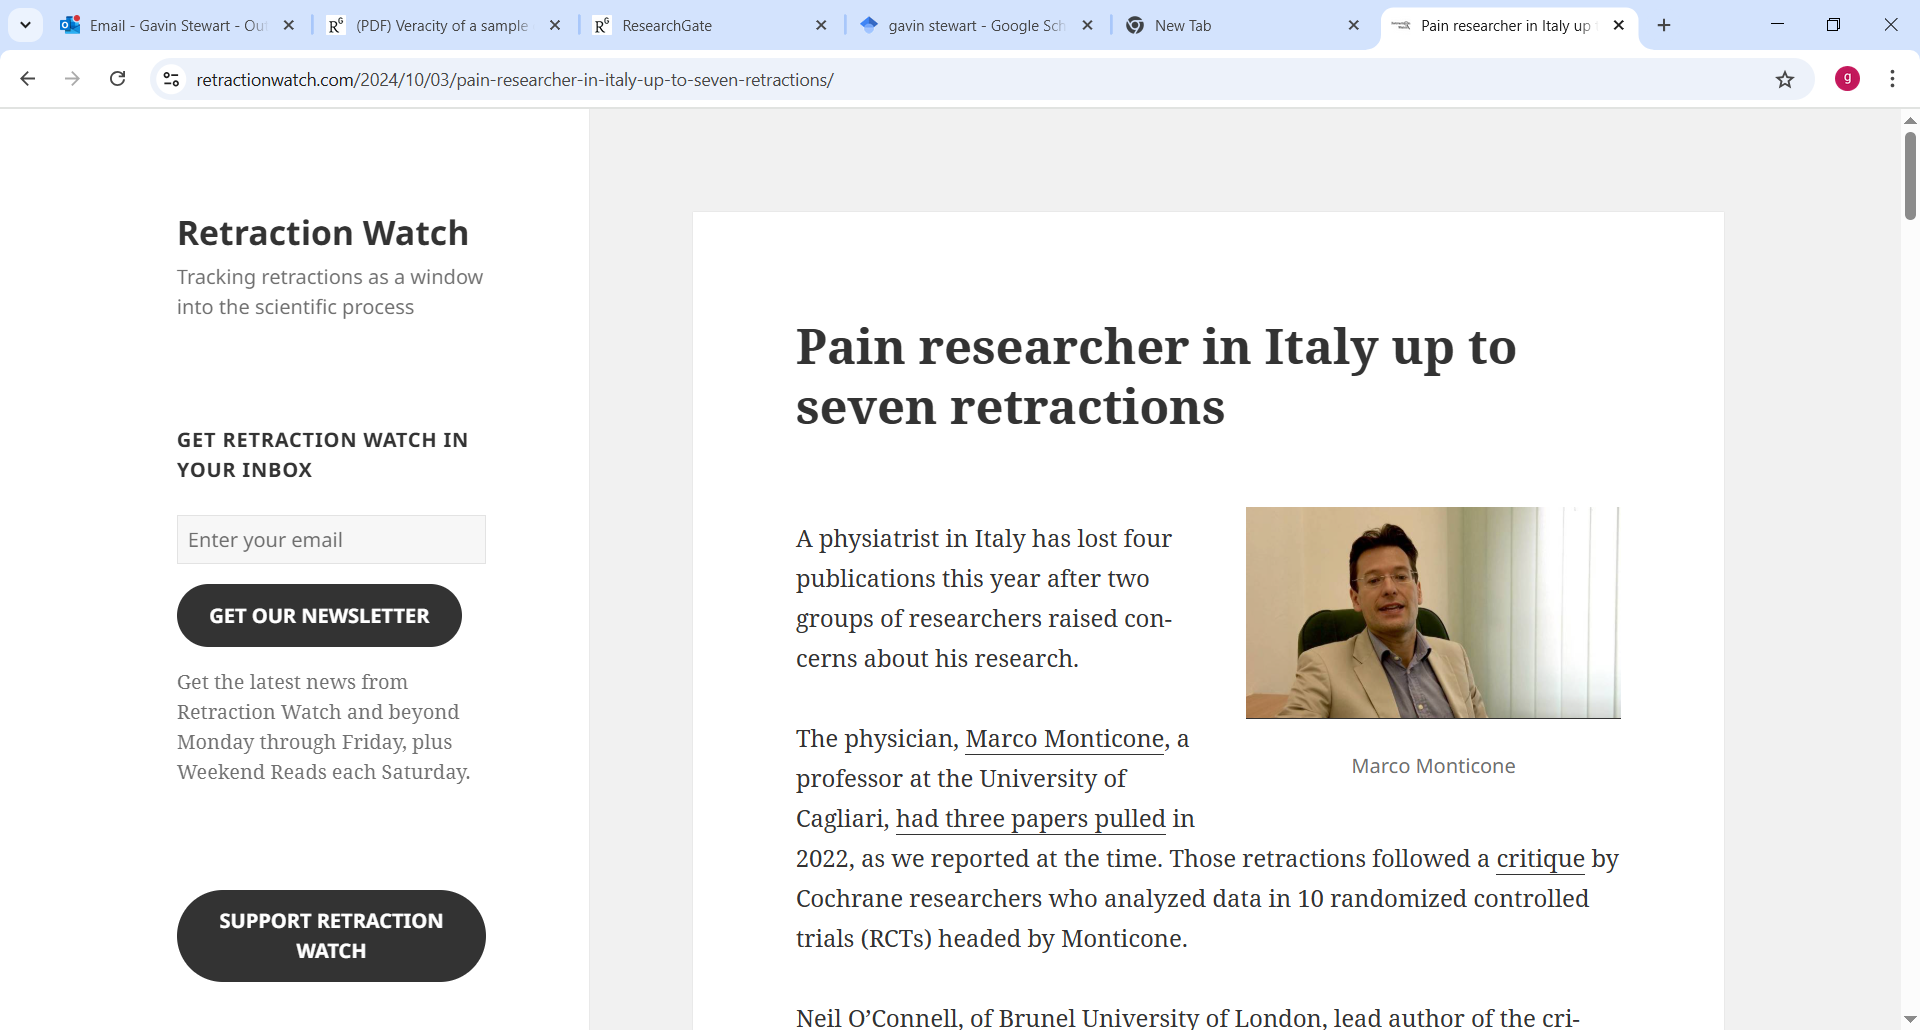 Email - Gavin Stewart - Ou
(PDF) Veracity of a sample
ResearchGate
gavin stewart - Google Sch
New Tab
Pain researcher in Italy up
retractionwatch.com/2024/10/03/pain-researcher-in-italy-up-to-seven-retractions/
g
Retraction Watch
Tracking retractions as a window
into the scientific process
GET RETRACTION WATCH IN
YOUR INBOX
Enter your email
GET OUR NEWSLETTER
Get the latest news from
Retraction Watch and beyond
Monday through Friday, plus
Weekend Reads each Saturday.
SUPPORT RETRACTION
WATCH
Pain researcher in Italy up to
seven retractions
A physiatrist in Italy has lost four
publications this year after two
groups of researchers raised con-
cerns about his research.
Marco Monticone
The physician, Marco Monticone, a
professor at the University of
Cagliari, had three papers pulled in
2022, as we reported at the time. Those retractions followed a critique by
Cochrane researchers who analyzed data in 10 randomized controlled
trials (RCTs) headed by Monticone.
Neil O’Connell, of Brunel University of London, lead author of the cri-